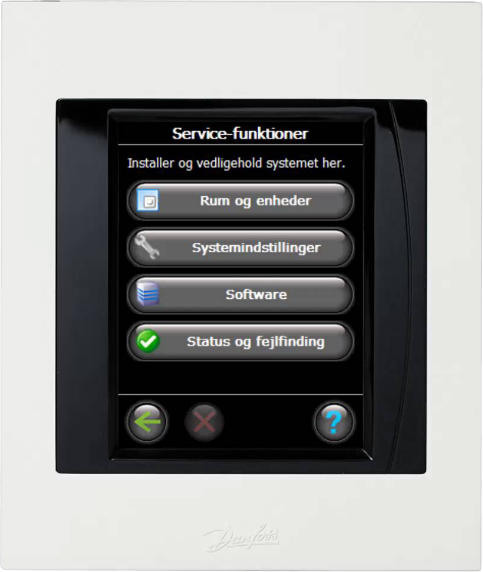 Service-funktioner
Installer og vedligehold systemet her.
Rum og enheder
Systemindstillinger
Software
Status og fejlfinding
?
Danfoss